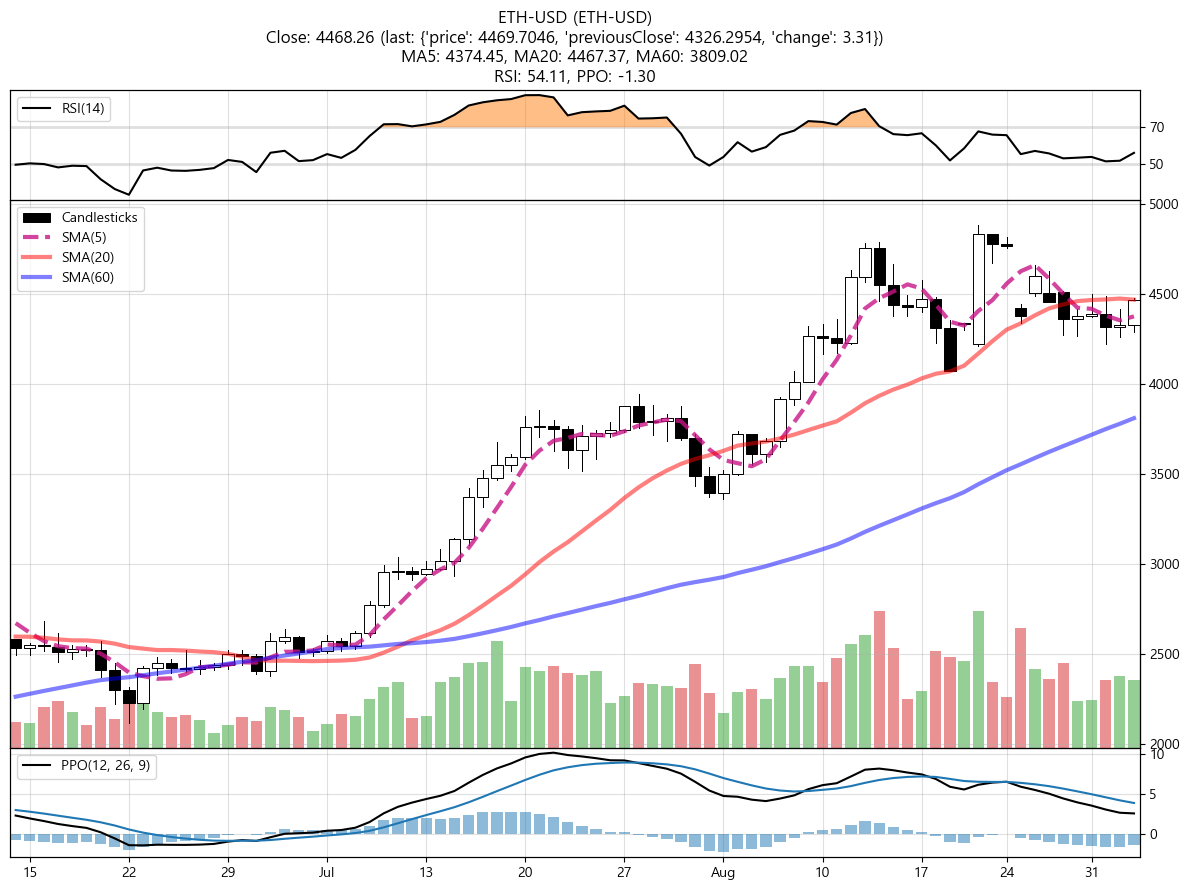 ETH-USD (ETH-USD)
Close: 4468.26 (last: {'price': 4469.7046, 'previousClose': 4326.2954, 'change': 3.31})
MA5: 4374.45, MA20: 4467.37, MA60: 3809.02
RSI: 54.11, PPO: -1.30
RSI(14)
70
50
Candlesticks
SMA(5)
SMA(20)
SMA(60)
5000
4500
4000
3500
3000
2500
2000
PPO(12, 26, 9)
10
5
0
15 22 29 Jul 13 20 27 Aug 10 17 24 31